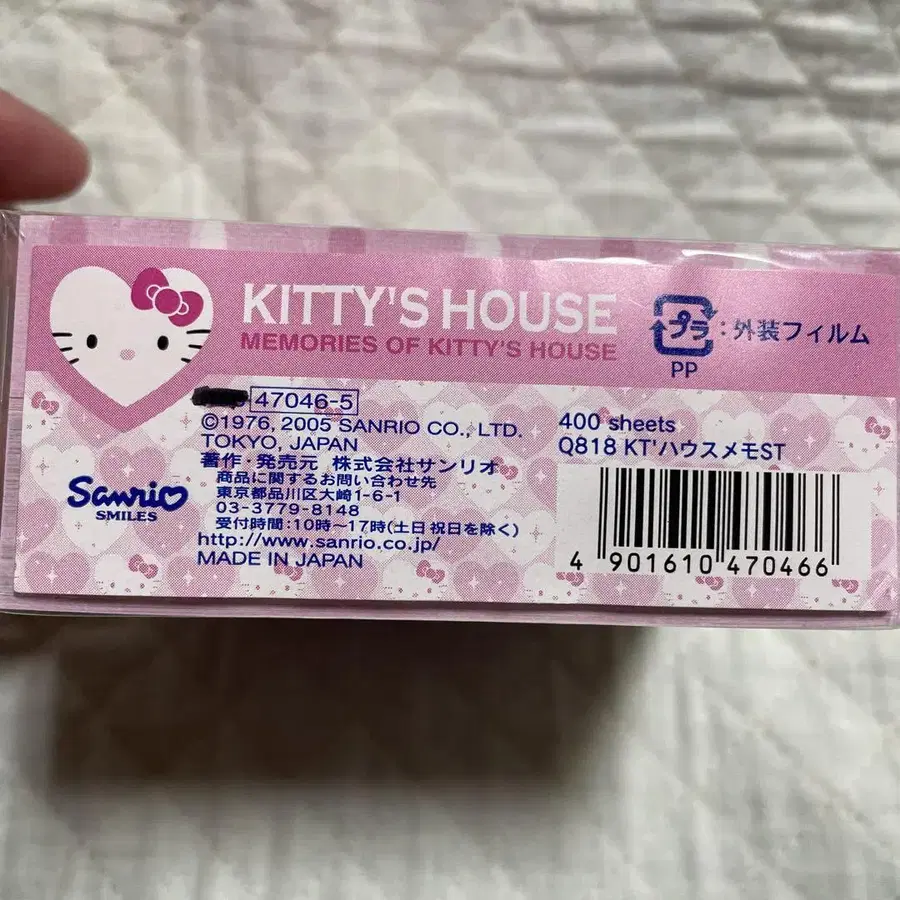 KITTY'S HOUSE
MEMORIES OF KITTY'S HOUSE
プラ:外装フィルム
PP
47046-5
©1976, 2005 SANRIO CO., LTD.
TOKYO, JAPAN
著作・発売元 株式会社サンリオ
商品に関するお問い合わせ先
東京都品川区大崎1-6-1
03-3779-8148
受付時間:10時～17時(土日祝日を除く)
http://www.sanrio.co.jp/
MADE IN JAPAN
Sanrio
SMILES
400 sheets
Q818 KT'ハウスメモST
4 901610 470466